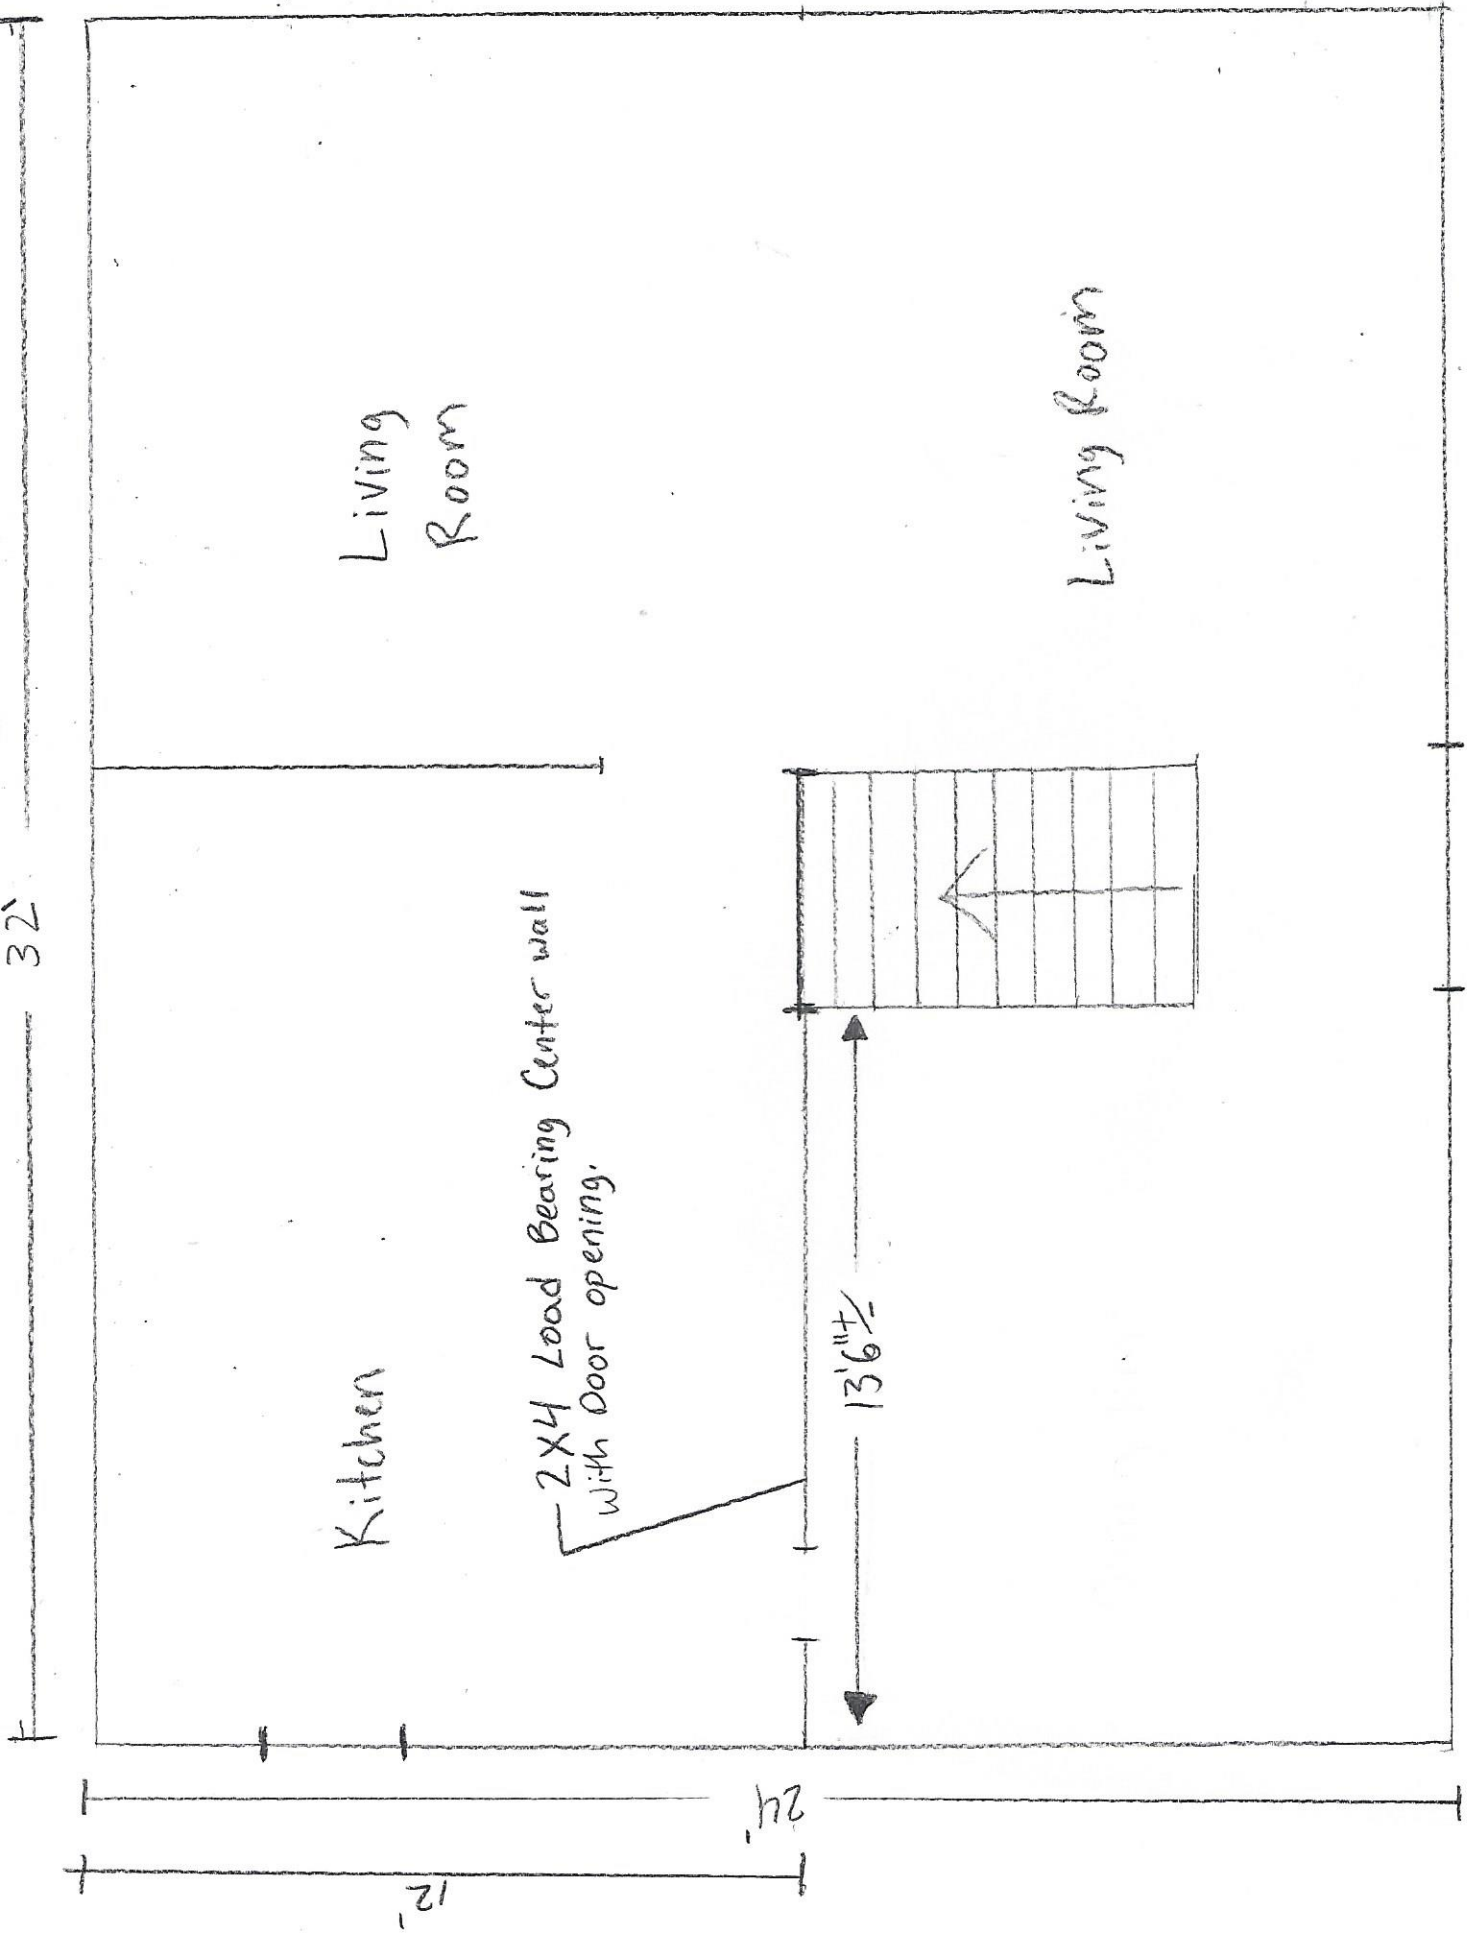 32'
Living
Room
Living Room
Kitchen
2x4 Load Bearing Center wall
with Door opening.
13'6"+/-
24'
12'